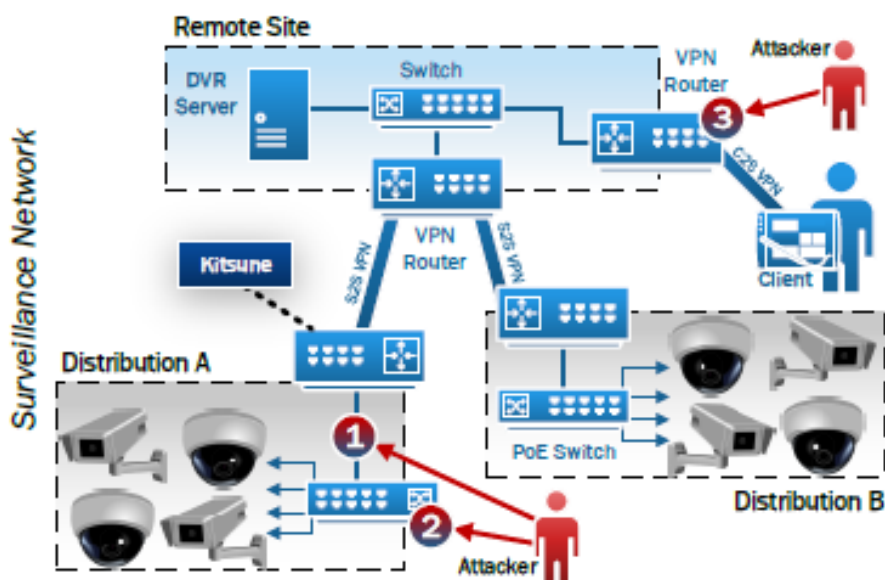 Remote Site
Attacker
DVR
Server
Switch
VPN
Router
3
C2S VPN
Surveillance Network
Kitsune
S2S VPN
VPN
Router
S2S VPN
Client
Distribution A
1
PoE Switch
2
Distribution B
Attacker